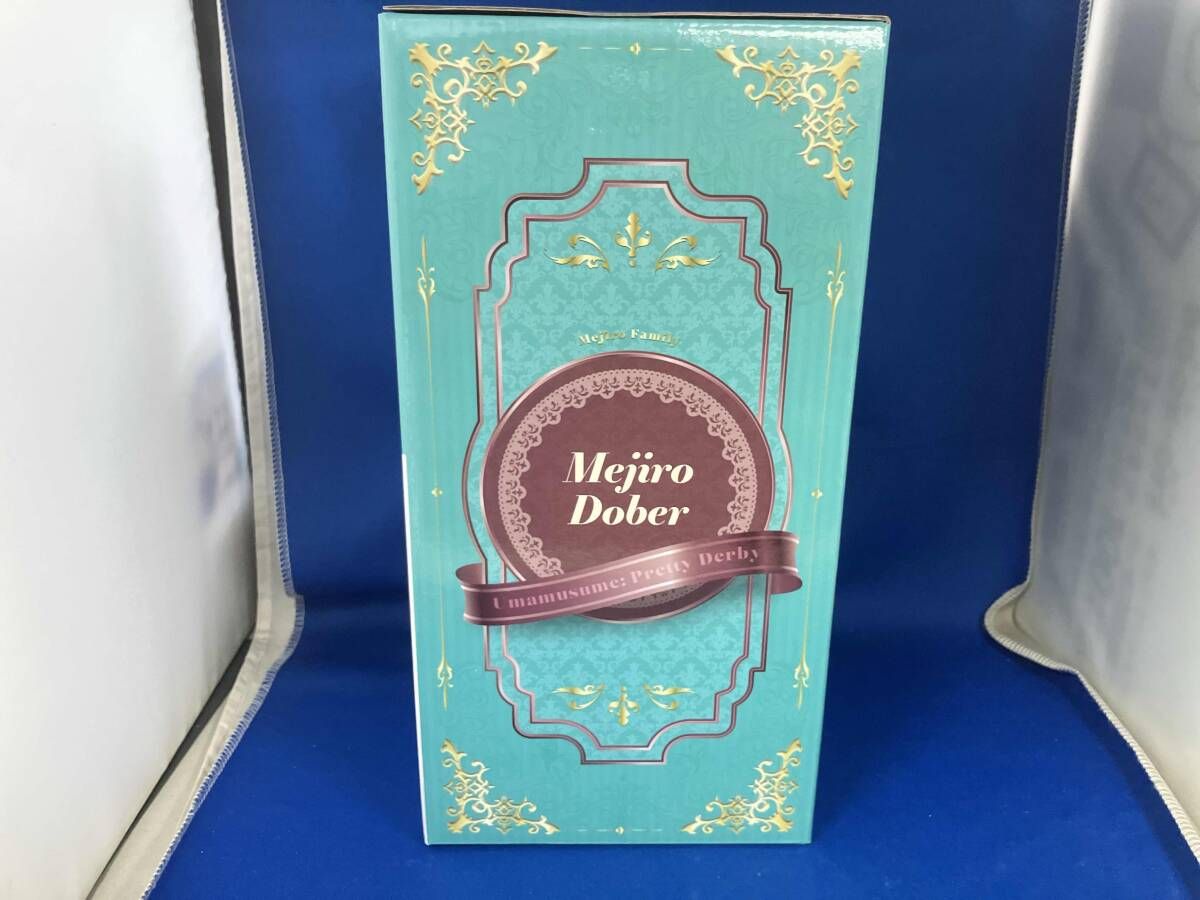 Mejiro Family
Mejiro
Dober
Umamusume: Pretty Derby